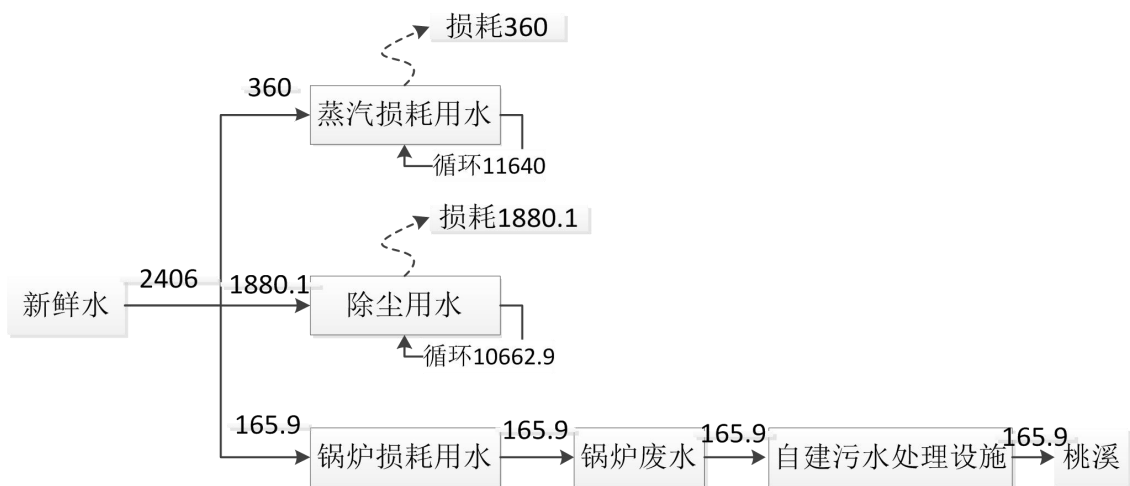 损耗360
360
蒸汽损耗用水
循环11640
损耗1880.1
2406
1880.1
新鲜水
除尘用水
循环10662.9
165.9
165.9
165.9
165.9
锅炉损耗用水
锅炉废水
自建污水处理设施
桃溪